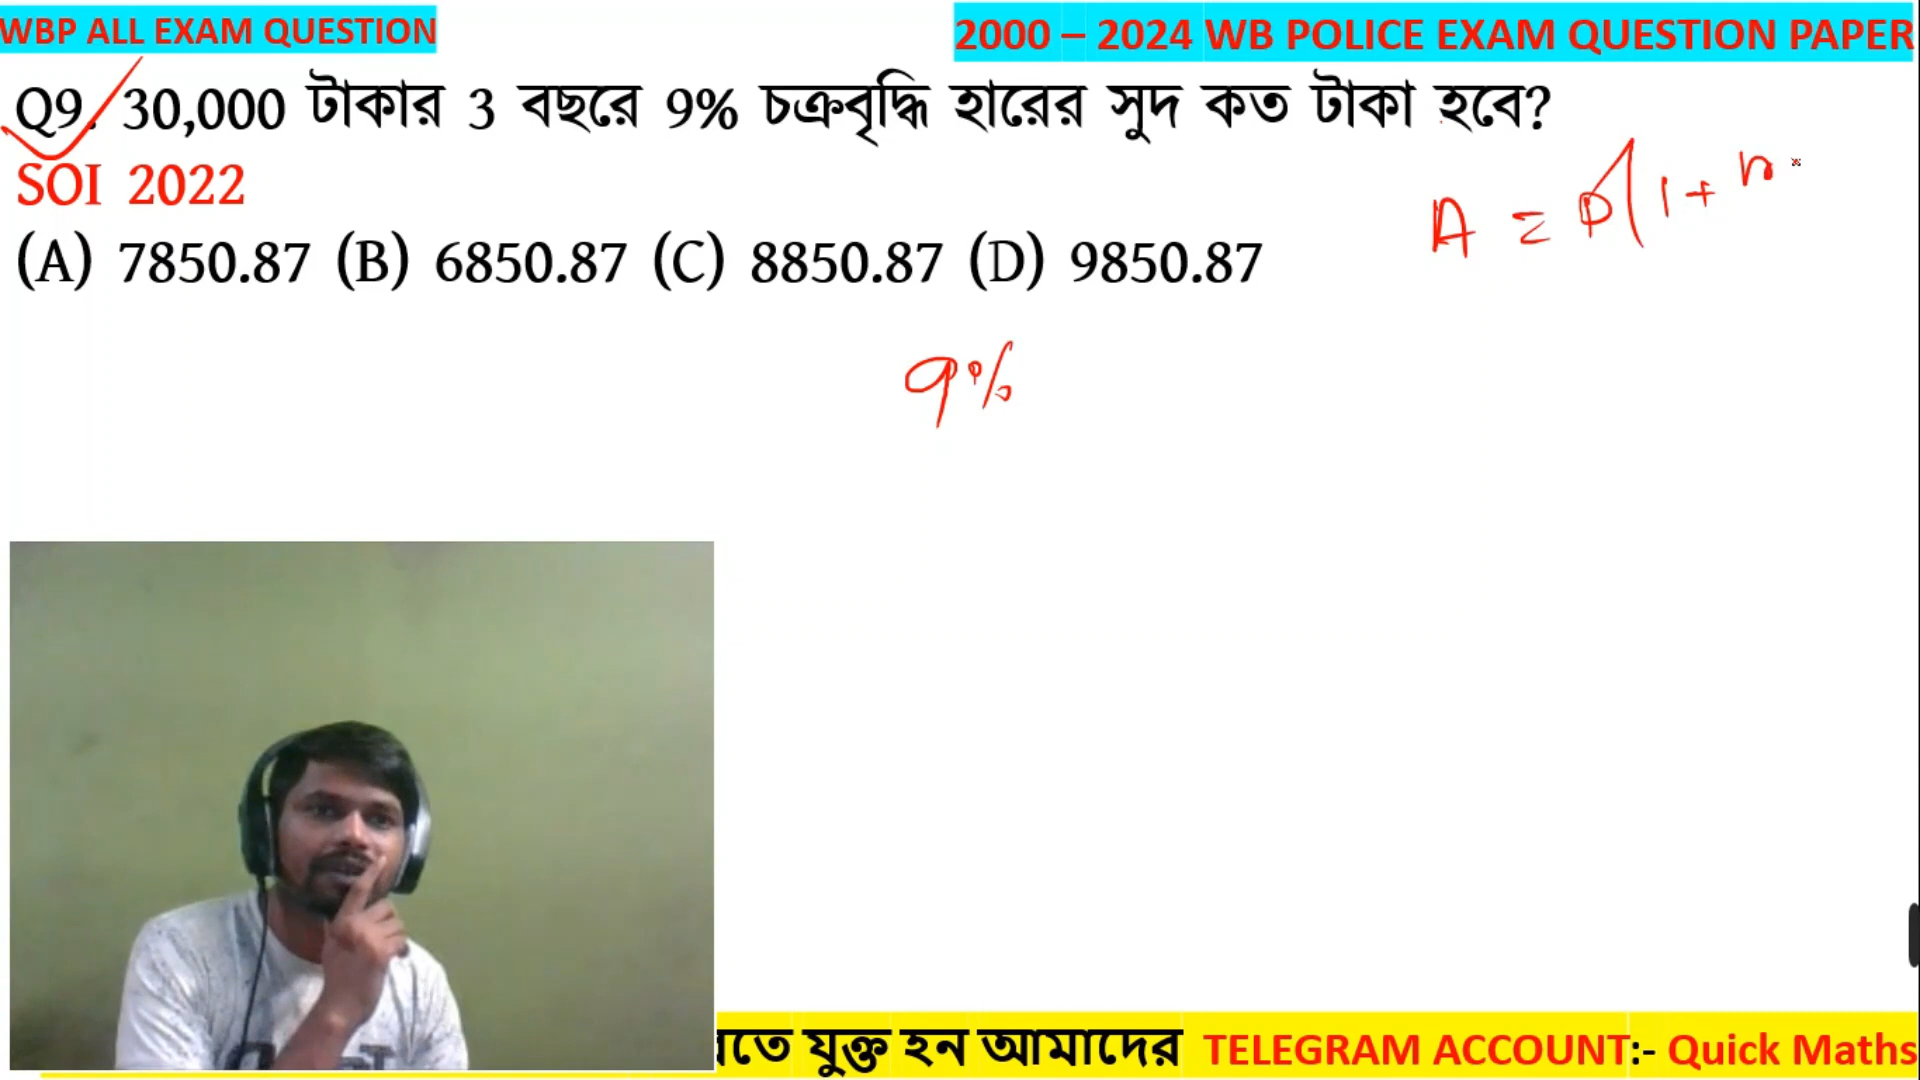 WBP ALL EXAM QUESTION
2000 – 2024 WB POLICE EXAM QUESTION PAPER
Q9. 30,000 টাকার 3 বছরে 9% চক্রবৃদ্ধি হারের সুদ কত টাকা হবে?
SOI 2022
(A) 7850.87 (B) 6850.87 (C) 8850.87 (D) 9850.87
A = P(1 + r
9%
যুক্ত হন আমাদের TELEGRAM ACCOUNT:- Quick Maths